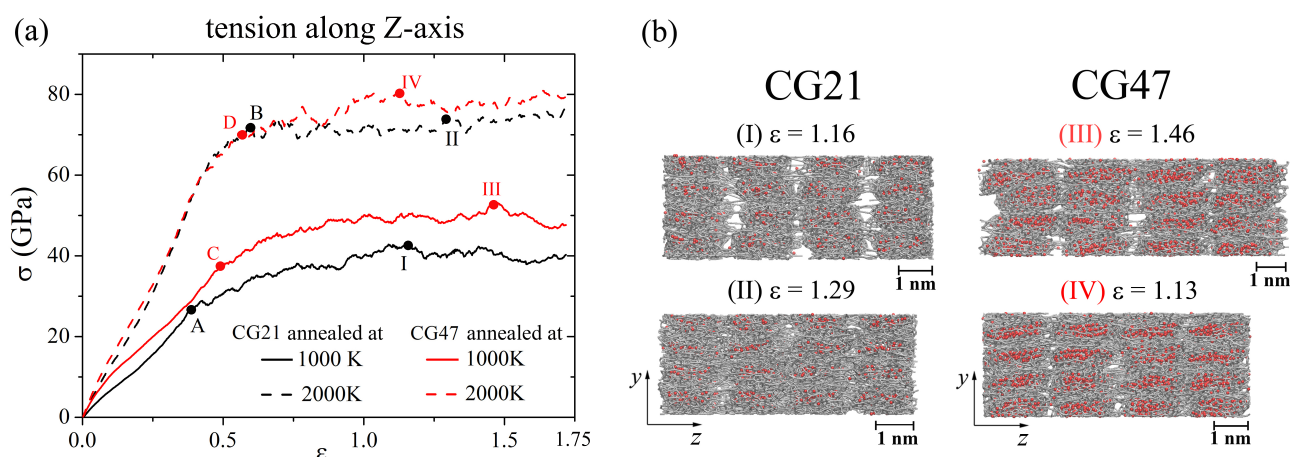 (a)
tension along Z-axis
σ (GPa)
80
60
40
20
0
0.0
0.5
1.0
1.5
1.75
ε
A
B
C
D
I
II
III
IV
CG21 annealed at
1000 K
2000K
CG47 annealed at
1000K
2000K
(b)
CG21
CG47
(I) ε = 1.16
(III) ε = 1.46
1 nm
1 nm
(II) ε = 1.29
(IV) ε = 1.13
y
z
1 nm
y
z
1 nm